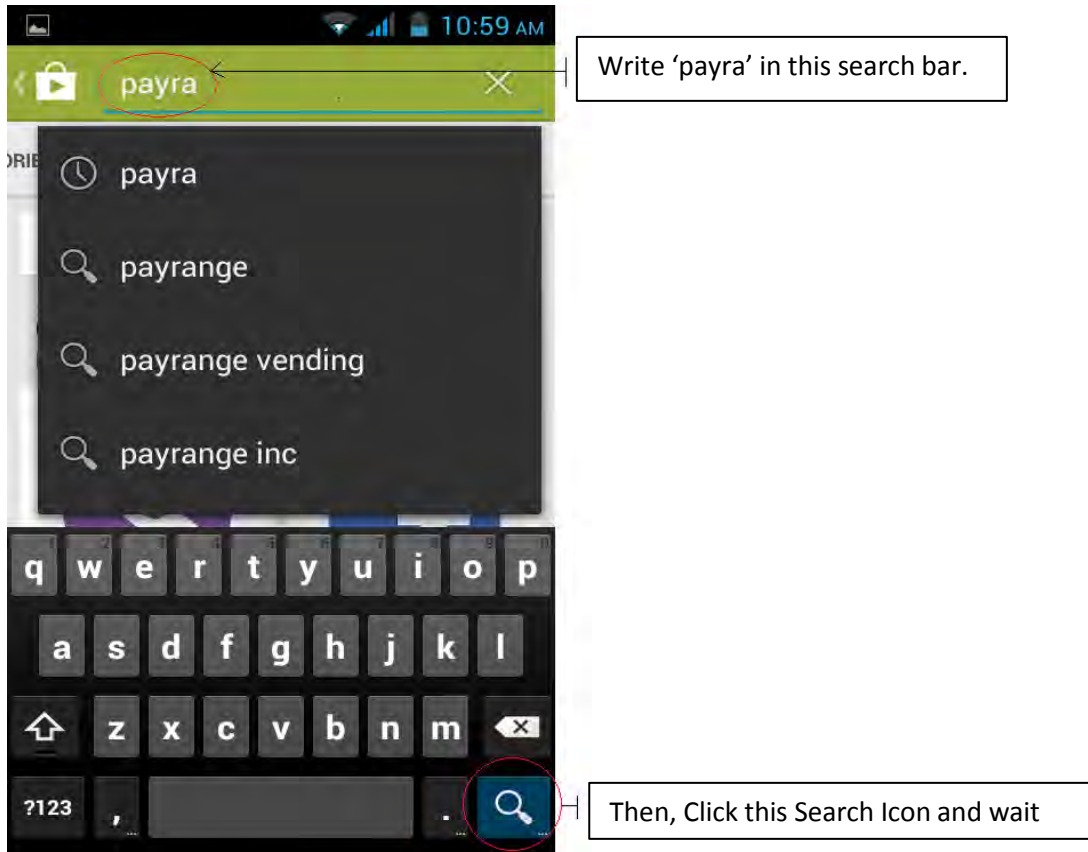 10:59 AM
payra
Write ‘payra’ in this search bar.
ORIE
payra
payrange
payrange vending
payrange inc
q w e r t y u i o p
a s d f g h j k l
z x c v b n m
?123 , .
Then, Click this Search Icon and wait